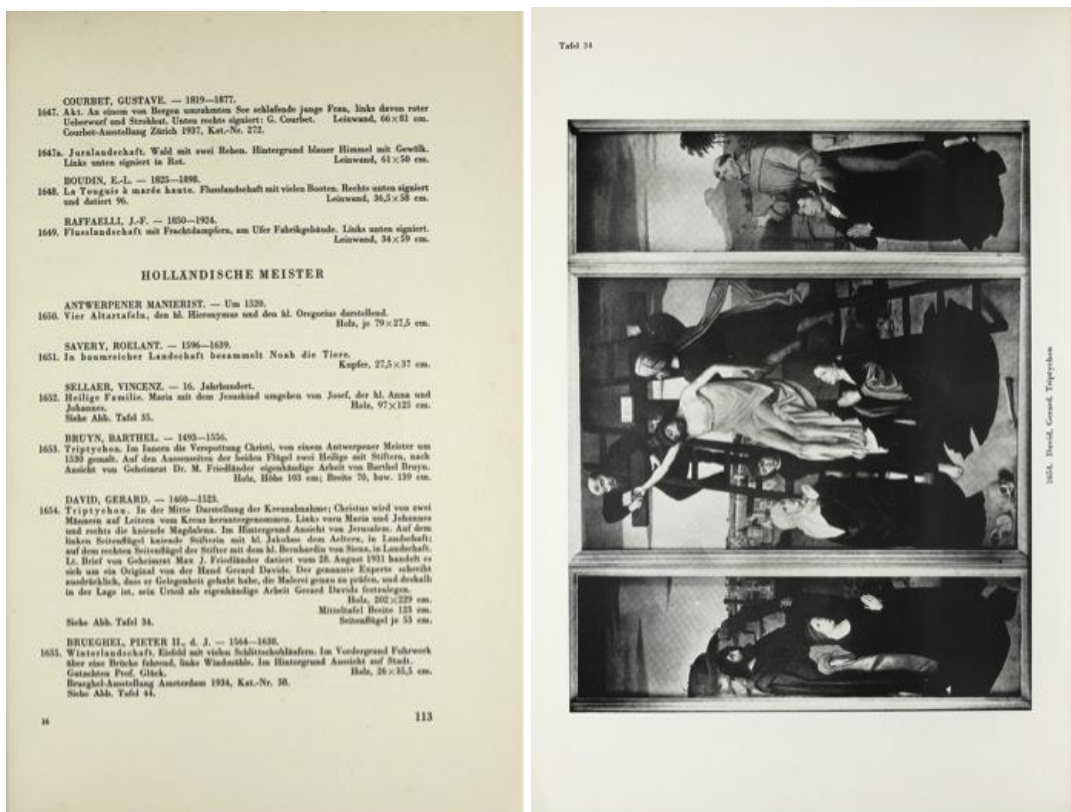 COURBET, GUSTAVE. — 1819—1877.
1647. Akt. An einem von Bergen umrahmten See schlafende junge Frau, links davon roter
Ueberwurf und Strohhut. Unten rechts signiert: G. Courbet. Leinwand, 66×81 cm.
Courbet-Ausstellung Zürich 1937, Kat.-Nr. 272.
1647a. Juralandschaft. Wald mit zwei Rehen. Hintergrund blauer Himmel mit Gewölk.
Links unten signiert in Rot. Leinwand, 61×50 cm.
BOUDIN, E.-L. — 1825—1898.
1648. La Touquis à marée haute. Flusslandschaft mit vielen Booten. Rechts unten signiert
und datiert 96. Leinwand, 36,5×58 cm.
RAFFAELLI, J.-F. — 1850—1924.
1649. Flusslandschaft mit Frachtdampfern, am Ufer Fabrikgebäude. Links unten signiert.
Leinwand, 34×59 cm.
HOLLÄNDISCHE MEISTER
ANTWERPENER MANIERIST. — Um 1520.
1650. Vier Altartafeln, den hl. Hieronymus und den hl. Gregorius darstellend.
Holz, je 79×27,5 cm.
SAVERY, ROELANT. — 1596—1639.
1651. In baumreicher Landschaft besammelt Noah die Tiere.
Kupfer, 27,5×37 cm.
SELLAER, VINCENZ. — 16. Jahrhundert.
1652. Heilige Familie. Maria mit dem Jesuskind umgeben von Josef, der hl. Anna und
Johannes. Holz, 97×125 cm.
Siehe Abb. Tafel 35.
BRUYN, BARTHEL. — 1493—1556.
1653. Triptychon. Im Innern die Verspottung Christi, von einem Antwerpener Meister um
1530 gemalt. Auf den Aussenseiten der beiden Flügel zwei Heilige mit Stiftern, nach
Ansicht von Geheimrat Dr. M. Friedländer eigenhändige Arbeit von Barthel Bruyn.
Holz, Höhe 103 cm; Breite 70, bzw. 139 cm.
DAVID, GERARD. — 1460—1523.
1654. Triptychon. In der Mitte Darstellung der Kreuzabnahme; Christus wird von zwei
Männern auf Leitern vom Kreuz heruntergenommen. Links vorn Maria und Johannes
und rechts die kniende Magdalena. Im Hintergrund Ansicht von Jerusalem. Auf dem
linken Seitenflügel kniende Stifterin mit hl. Jakobus dem Aeltern, in Landschaft;
auf dem rechten Seitenflügel der Stifter mit dem hl. Bernhardin von Siena, in Landschaft.
Lt. Brief von Geheimrat Max J. Friedländer datiert vom 28. August 1931 handelt es
sich um ein Original von der Hand Gerard Davids. Der genannte Experte schreibt
ausdrücklich, dass er Gelegenheit gehabt habe, die Malerei genau zu prüfen, und deshalb
in der Lage ist, sein Urteil als eigenhändige Arbeit Gerard Davids festzulegen.
Holz, 202×229 cm.
Mitteltafel Breite 123 cm.
Siehe Abb. Tafel 34. Seitenflügel je 53 cm.
BRUEGHEL, PIETER II., d. J. — 1564—1638.
1655. Winterlandschaft. Eisfeld mit vielen Schlittschuhläufern. Im Vordergrund Fuhrwerk
über eine Brücke fahrend, links Windmühle. Im Hintergrund Aussicht auf Stadt.
Gutachten Prof. Glück. Holz, 26×35,5 cm.
Brueghel-Ausstellung Amsterdam 1934, Kat.-Nr. 38.
Siehe Abb. Tafel 44.
16
113
Tafel 34
1654. David, Gerard. Triptychon